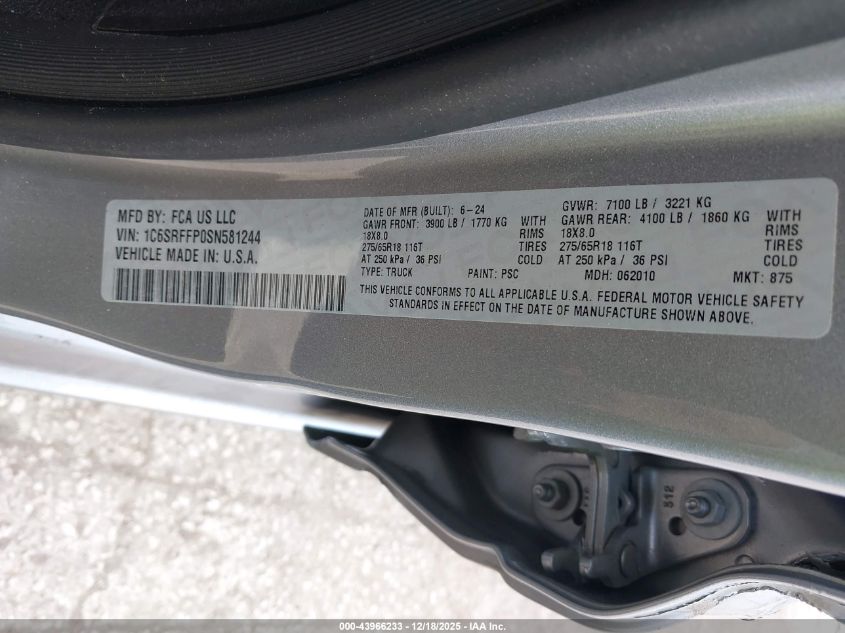 MFD BY: FCA US LLC
VIN: 1C6SRFFP0SN581244
VEHICLE MADE IN: U.S.A.
DATE OF MFR (BUILT): 6-24
GAWR FRONT: 3900 LB / 1770 KG WITH
18X8.0 RIMS
275/65R18 116T TIRES
AT 250 kPa / 36 PSI COLD
TYPE: TRUCK PAINT: PSC
GVWR: 7100 LB / 3221 KG
GAWR REAR: 4100 LB / 1860 KG WITH
18X8.0 RIMS
275/65R18 116T TIRES
AT 250 kPa / 36 PSI COLD
MDH: 062010 MKT: 875
THIS VEHICLE CONFORMS TO ALL APPLICABLE U.S.A. FEDERAL MOTOR VEHICLE SAFETY
STANDARDS IN EFFECT ON THE DATE OF MANUFACTURE SHOWN ABOVE.
512
000-43966233 - 12/18/2025 - IAA Inc.